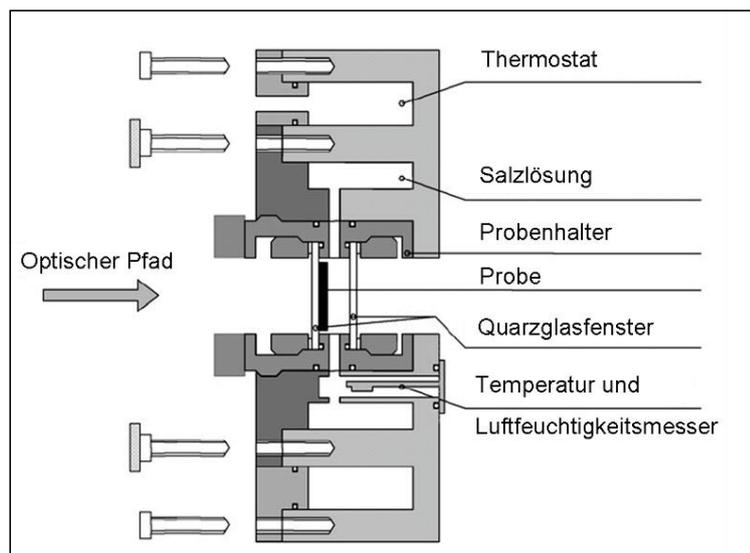 Thermostat
Salzlösung
Probenhalter
Optischer Pfad
Probe
Quarzglasfenster
Temperatur und
Luftfeuchtigkeitsmesser